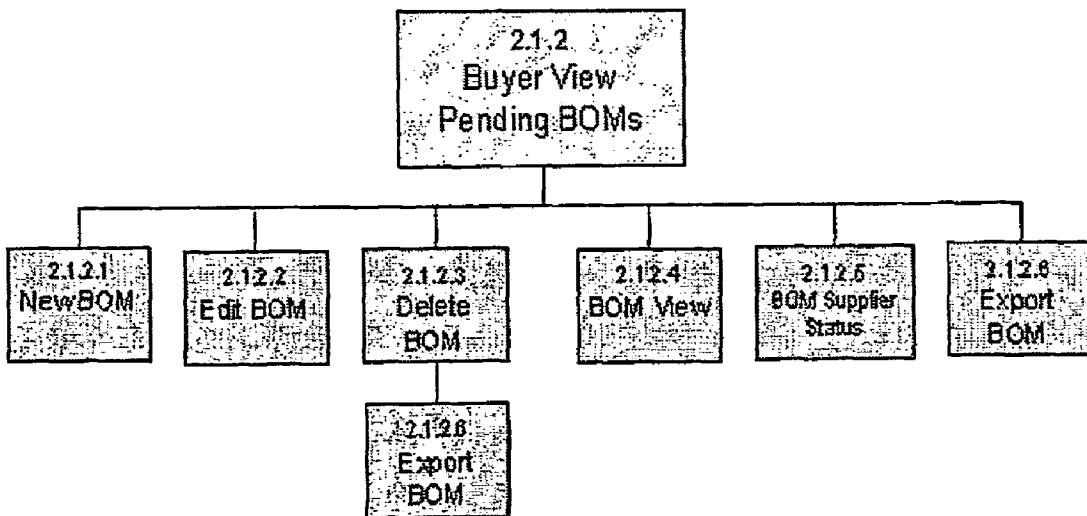 2.1.2
Buyer View
Pending BOMs
2.1.2.1
New BOM
2.1.2.2
Edit BOM
2.1.2.3
Delete
BOM
2.1.2.4
BOM View
2.1.2.5
BOM Supplier
Status
2.1.2.6
Export
BOM
2.1.2.6
Export
BOM